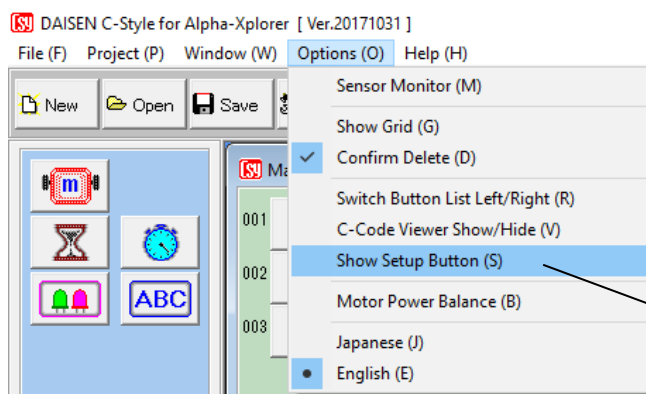 DAISEN C-Style for Alpha-Xplorer [ Ver.20171031 ]
File (F) Project (P) Window (W) Options (O) Help (H)
New Open Save
Sensor Monitor (M)
Show Grid (G)
Confirm Delete (D)
Switch Button List Left/Right (R)
C-Code Viewer Show/Hide (V)
Show Setup Button (S)
Motor Power Balance (B)
Japanese (J)
English (E)
m
ABC
001
002
003